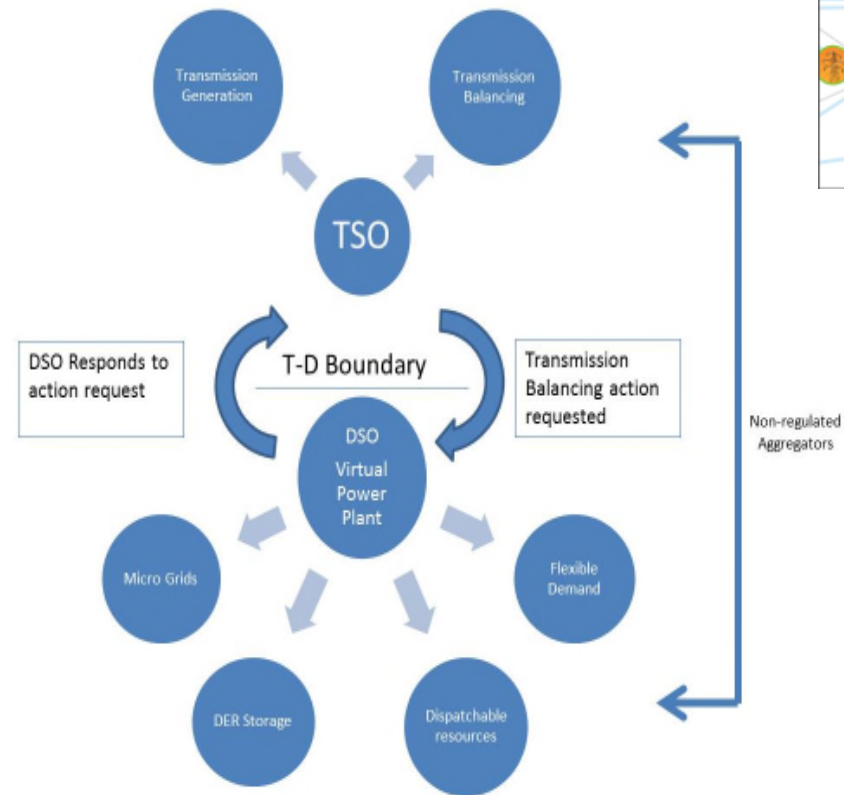 Transmission
Generation
Transmission
Balancing
TSO
DSO Responds to
action request
T-D Boundary
Transmission
Balancing action
requested
Non-regulated
Aggregators
DSO
Virtual
Power
Plant
Micro Grids
Flexible
Demand
DER Storage
Dispatchable
resources